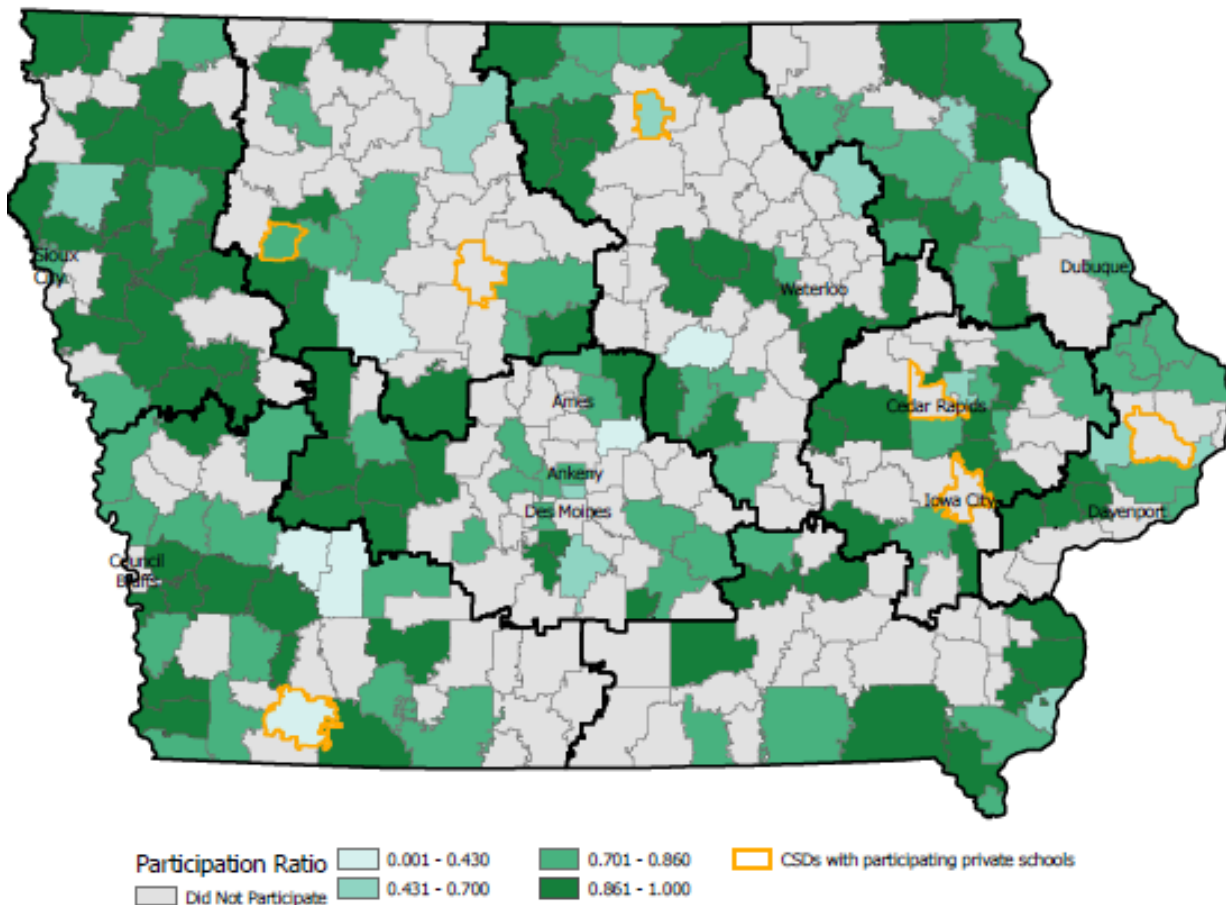 Sioux
City
Dubuque
Waterloo
Ames
Cedar Rapids
Ankeny
Iowa City
Des Moines
Davenport
Council
Bluffs
Participation Ratio
0.001 - 0.430
0.701 - 0.860
CSDs with participating private schools
Did Not Participate
0.431 - 0.700
0.861 - 1.000